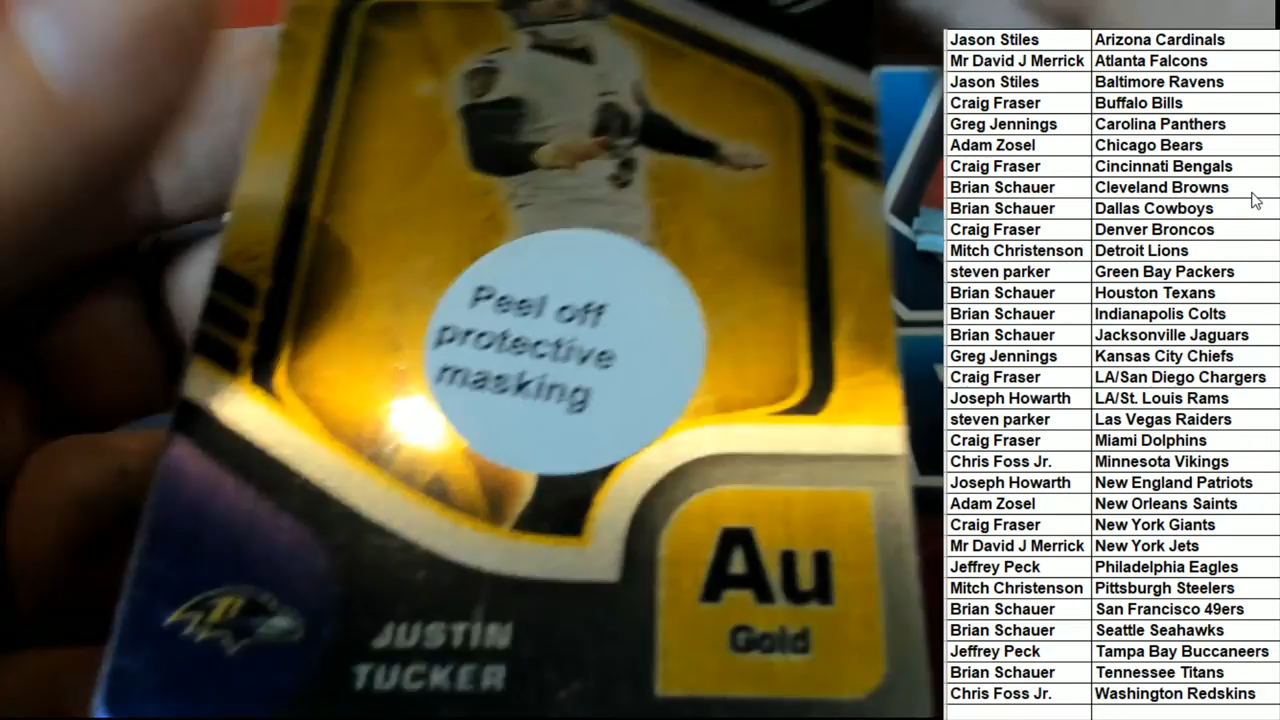 Peel off
protective
masking
Au
Gold
JUSTIN
TUCKER
Jason Stiles Arizona Cardinals
Mr David J Merrick Atlanta Falcons
Jason Stiles Baltimore Ravens
Craig Fraser Buffalo Bills
Greg Jennings Carolina Panthers
Adam Zosel Chicago Bears
Craig Fraser Cincinnati Bengals
Brian Schauer Cleveland Browns
Brian Schauer Dallas Cowboys
Craig Fraser Denver Broncos
Mitch Christenson Detroit Lions
steven parker Green Bay Packers
Brian Schauer Houston Texans
Brian Schauer Indianapolis Colts
Brian Schauer Jacksonville Jaguars
Greg Jennings Kansas City Chiefs
Craig Fraser LA/San Diego Chargers
Joseph Howarth LA/St. Louis Rams
steven parker Las Vegas Raiders
Craig Fraser Miami Dolphins
Chris Foss Jr. Minnesota Vikings
Joseph Howarth New England Patriots
Adam Zosel New Orleans Saints
Craig Fraser New York Giants
Mr David J Merrick New York Jets
Jeffrey Peck Philadelphia Eagles
Mitch Christenson Pittsburgh Steelers
Brian Schauer San Francisco 49ers
Brian Schauer Seattle Seahawks
Jeffrey Peck Tampa Bay Buccaneers
Brian Schauer Tennessee Titans
Chris Foss Jr. Washington Redskins